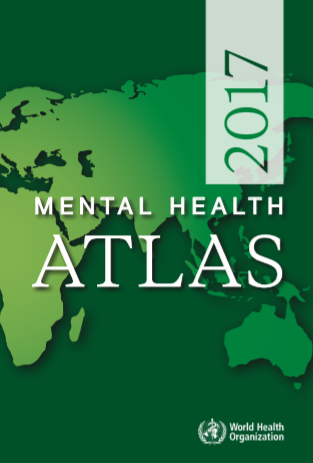 2017
MENTAL HEALTH
ATLAS
World Health
Organization